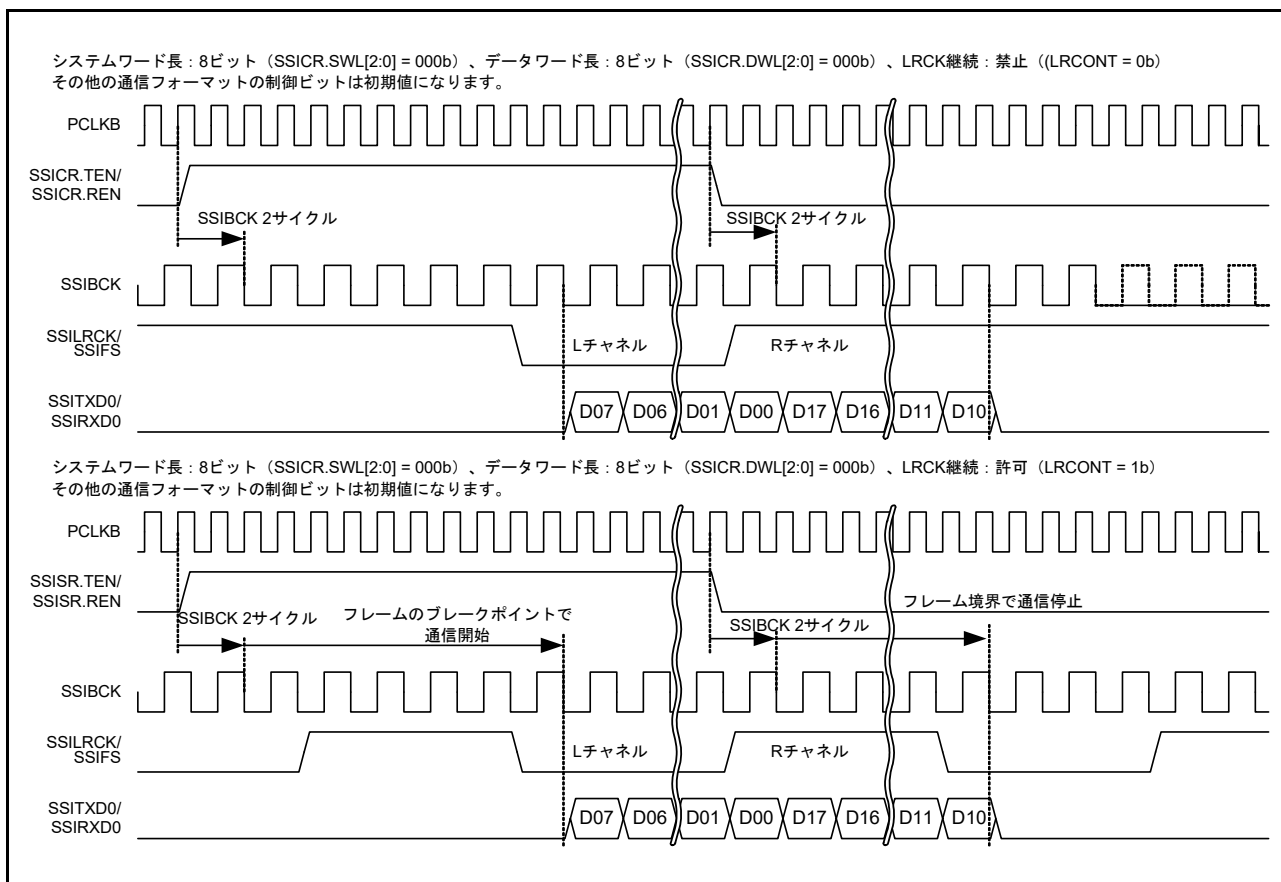 システムワード長：8ビット（SSICR.SWL[2:0] = 000b）、データワード長：8ビット（SSICR.DWL[2:0] = 000b）、LRCK継続：禁止（(LRCONT = 0b）
その他の通信フォーマットの制御ビットは初期値になります。
PCLKB
SSICR.TEN/
SSICR.REN
SSIBCK 2サイクル
SSIBCK 2サイクル
SSIBCK
SSILRCK/
SSIFS
Lチャネル
Rチャネル
SSITXD0/
SSIRXD0
D07 D06 D01 D00 D17 D16 D11 D10
システムワード長：8ビット（SSICR.SWL[2:0] = 000b）、データワード長：8ビット（SSICR.DWL[2:0] = 000b）、LRCK継続：許可（LRCONT = 1b）
その他の通信フォーマットの制御ビットは初期値になります。
PCLKB
SSISR.TEN/
SSISR.REN
SSIBCK 2サイクル
フレームのブレークポイントで
通信開始
フレーム境界で通信停止
SSIBCK 2サイクル
SSIBCK
SSILRCK/
SSIFS
Lチャネル
Rチャネル
SSITXD0/
SSIRXD0
D07 D06 D01 D00 D17 D16 D11 D10